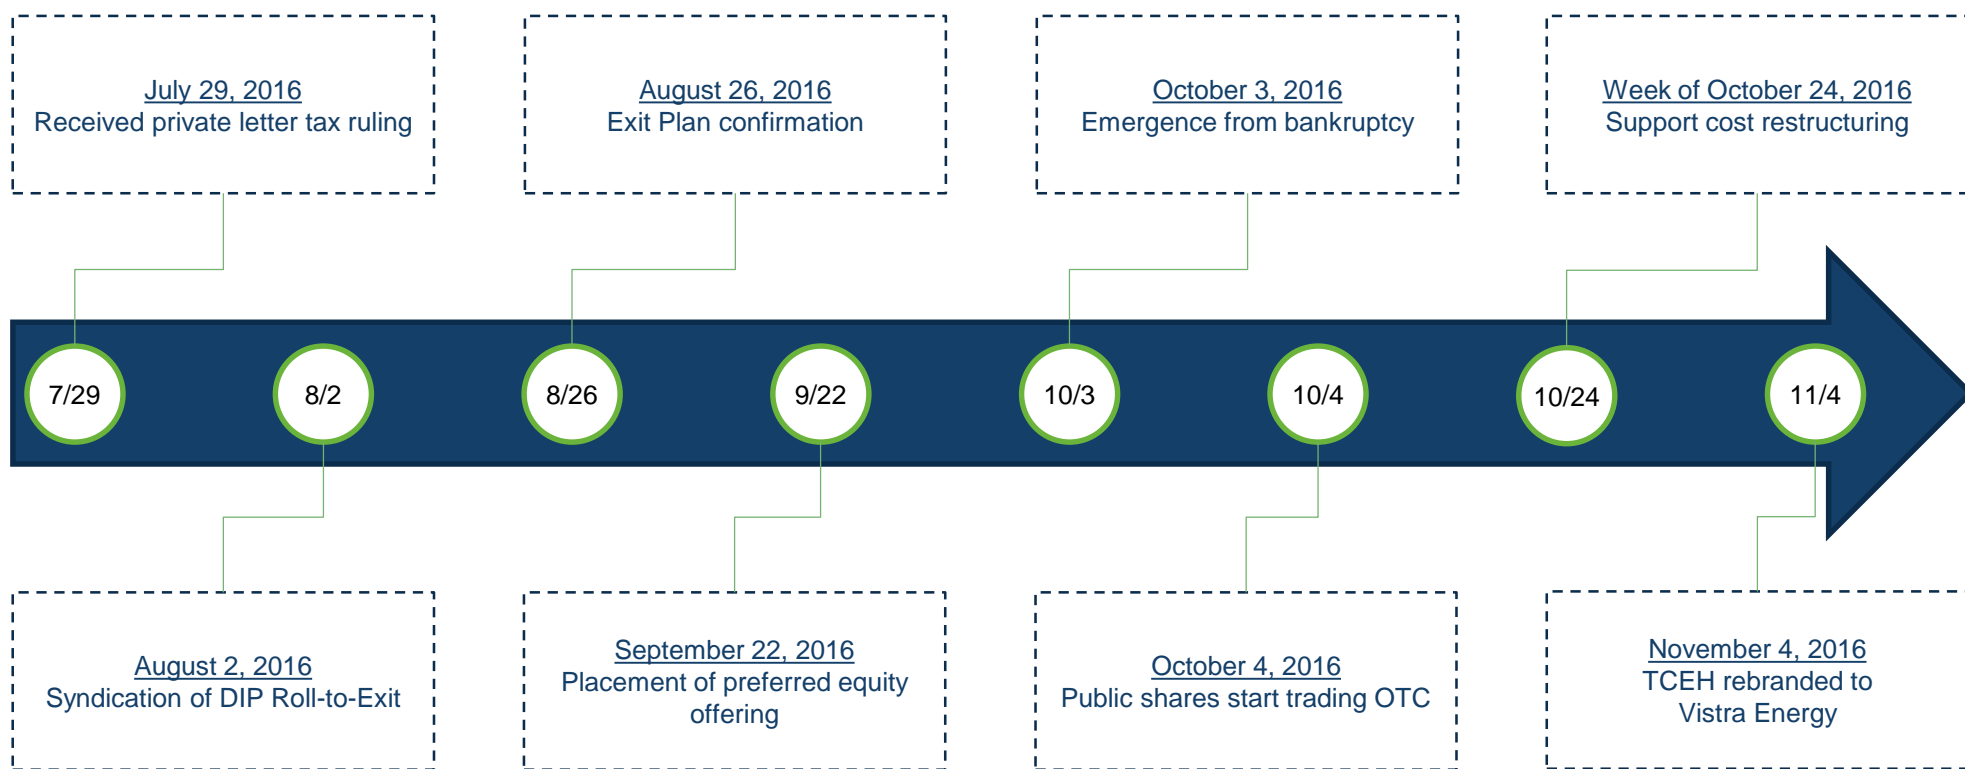 July 29, 2016
Received private letter tax ruling
August 26, 2016
Exit Plan confirmation
October 3, 2016
Emergence from bankruptcy
Week of October 24, 2016
Support cost restructuring
7/29
8/2
8/26
9/22
10/3
10/4
10/24
11/4
August 2, 2016
Syndication of DIP Roll-to-Exit
September 22, 2016
Placement of preferred equity
offering
October 4, 2016
Public shares start trading OTC
November 4, 2016
TCEH rebranded to
Vistra Energy